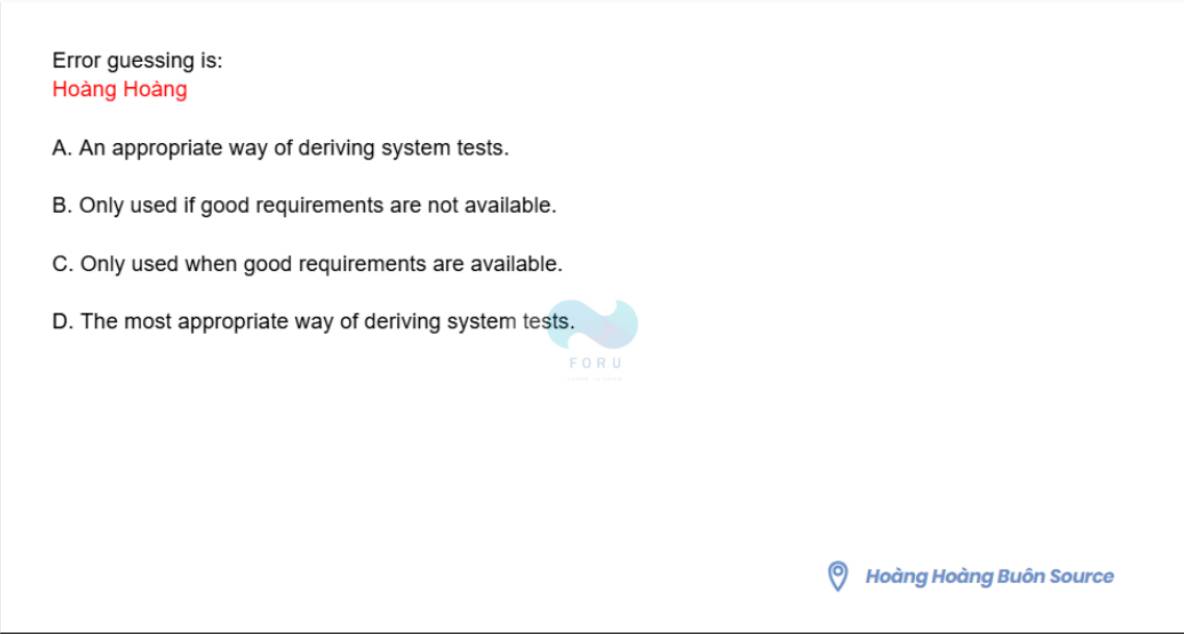 Error guessing is:
Hoàng Hoàng
A. An appropriate way of deriving system tests.
B. Only used if good requirements are not available.
C. Only used when good requirements are available.
D. The most appropriate way of deriving system tests.
FORU
Hoàng Hoàng Buôn Source